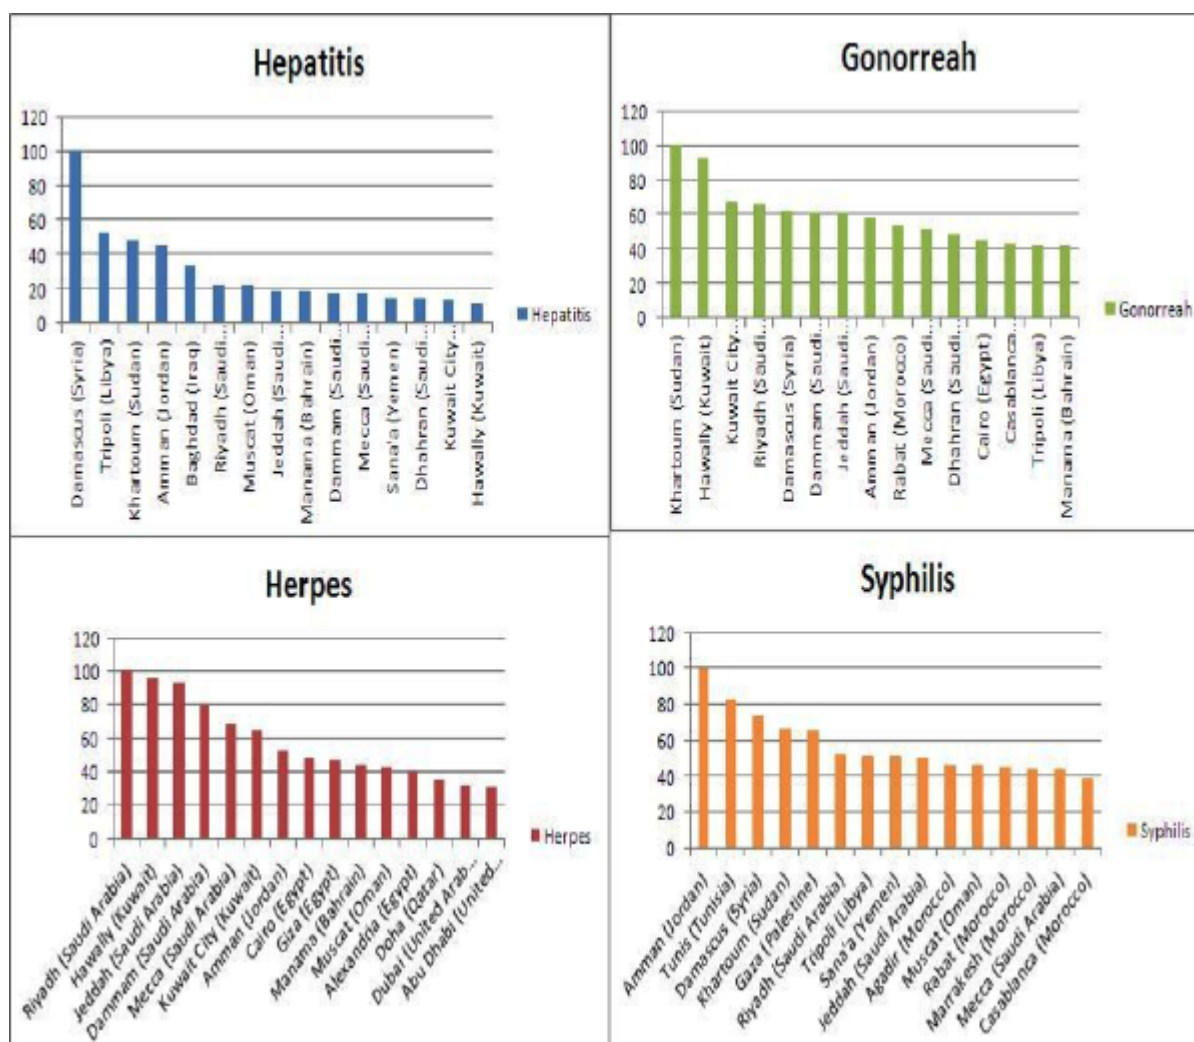 Hepatitis
120
100
80
60
40
20
0
Damascus (Syria)
Tripoli (Libya)
Khartoum (Sudan)
Amman (Jordan)
Baghdad (Iraq)
Riyadh (Saudi...
Muscat (Oman)
Jeddah (Saudi...
Manama (Bahrain)
Dammam (Saudi...
Mecca (Saudi...
Sana'a (Yemen)
Dhahran (Saudi...
Kuwait City...
Hawally (Kuwait)
Hepatitis
Gonorreah
120
100
80
60
40
20
0
Khartoum (Sudan)
Hawally (Kuwait)
Kuwait City...
Riyadh (Saudi...
Damascus (Syria)
Dammam (Saudi...
Jeddah (Saudi...
Amman (Jordan)
Rabat (Morocco)
Mecca (Saudi...
Dhahran (Saudi...
Cairo (Egypt)
Casablanca...
Tripoli (Libya)
Manama (Bahrain)
Gonorreah
Herpes
120
100
80
60
40
20
0
Riyadh (Saudi Arabia)
Hawally (Kuwait)
Jeddah (Saudi Arabia)
Dammam (Saudi Arabia)
Mecca (Saudi Arabia)
Kuwait City (Kuwait)
Amman (Jordan)
Cairo (Egypt)
Giza (Egypt)
Manama (Bahrain)
Muscat (Oman)
Alexandria (Egypt)
Doha (Qatar)
Dubai (United Arab...
Abu Dhabi (United...
Herpes
Syphilis
120
100
80
60
40
20
0
Amman (Jordan)
Tunis (Tunisia)
Damascus (Syria)
Khartoum (Sudan)
Gaza (Palestine)
Riyadh (Saudi Arabia)
Tripoli (Libya)
Sana'a (Yemen)
Jeddah (Saudi Arabia)
Agadir (Morocco)
Muscat (Oman)
Rabat (Morocco)
Marrakesh (Morocco)
Mecca (Saudi Arabia)
Casablanca (Morocco)
Syphilis